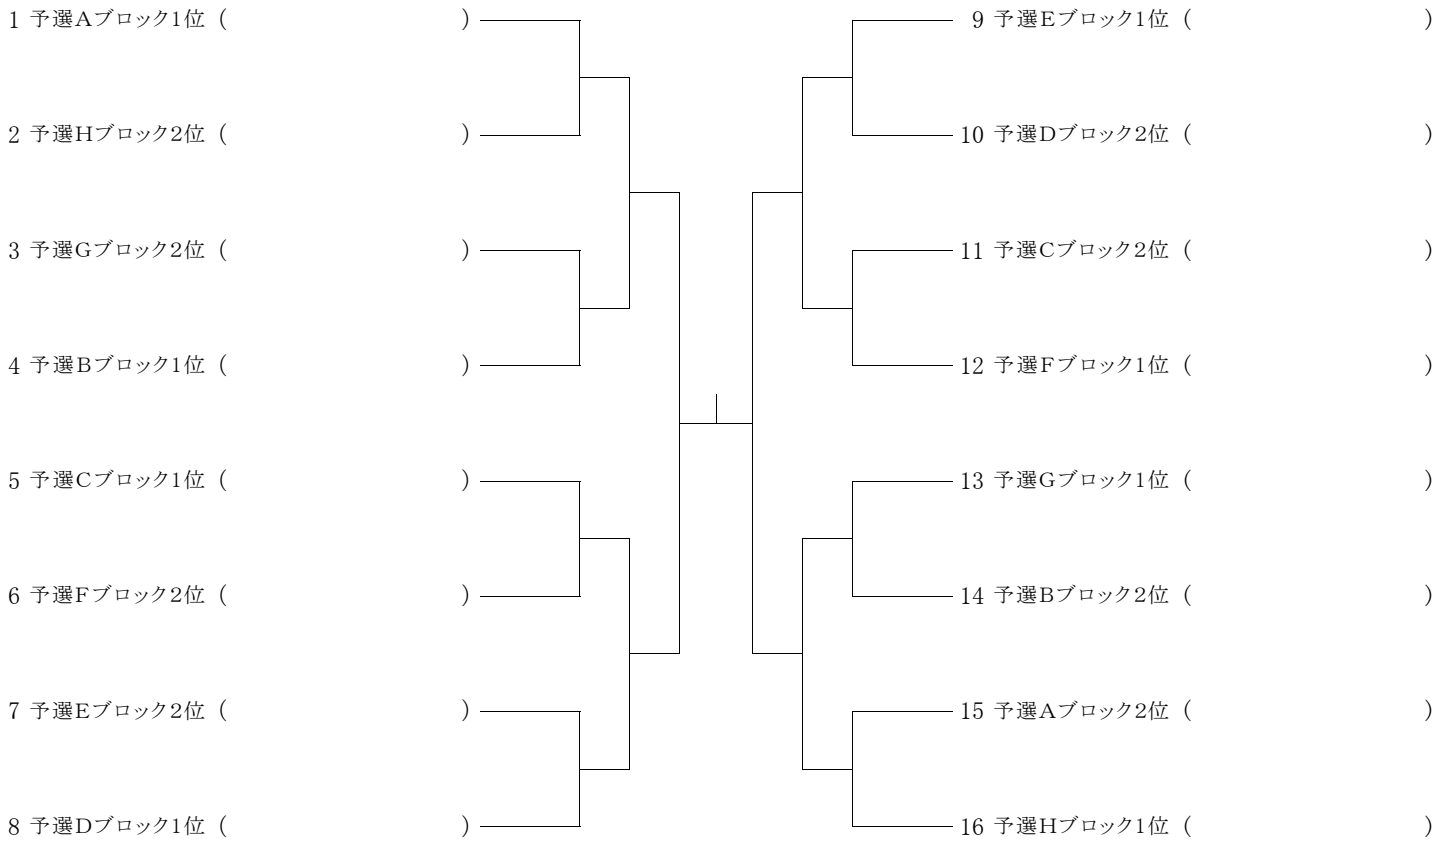 1 予選Aブロック1位 (                    )
2 予選Hブロック2位 (                    )
3 予選Gブロック2位 (                    )
4 予選Bブロック1位 (                    )
5 予選Cブロック1位 (                    )
6 予選Fブロック2位 (                    )
7 予選Eブロック2位 (                    )
8 予選Dブロック1位 (                    )
9 予選Eブロック1位 (                    )
10 予選Dブロック2位 (                    )
11 予選Cブロック2位 (                    )
12 予選Fブロック1位 (                    )
13 予選Gブロック1位 (                    )
14 予選Bブロック2位 (                    )
15 予選Aブロック2位 (                    )
16 予選Hブロック1位 (                    )